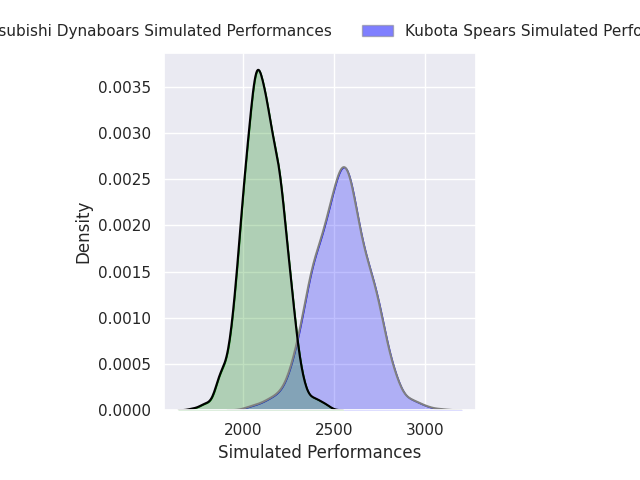 subishi Dynaboars Simulated Performances Kubota Spears Simulated Perfo
0.0035
0.0030
0.0025
0.0020
0.0015
0.0010
0.0005
0.0000
Density
2000 2500 3000
Simulated Performances